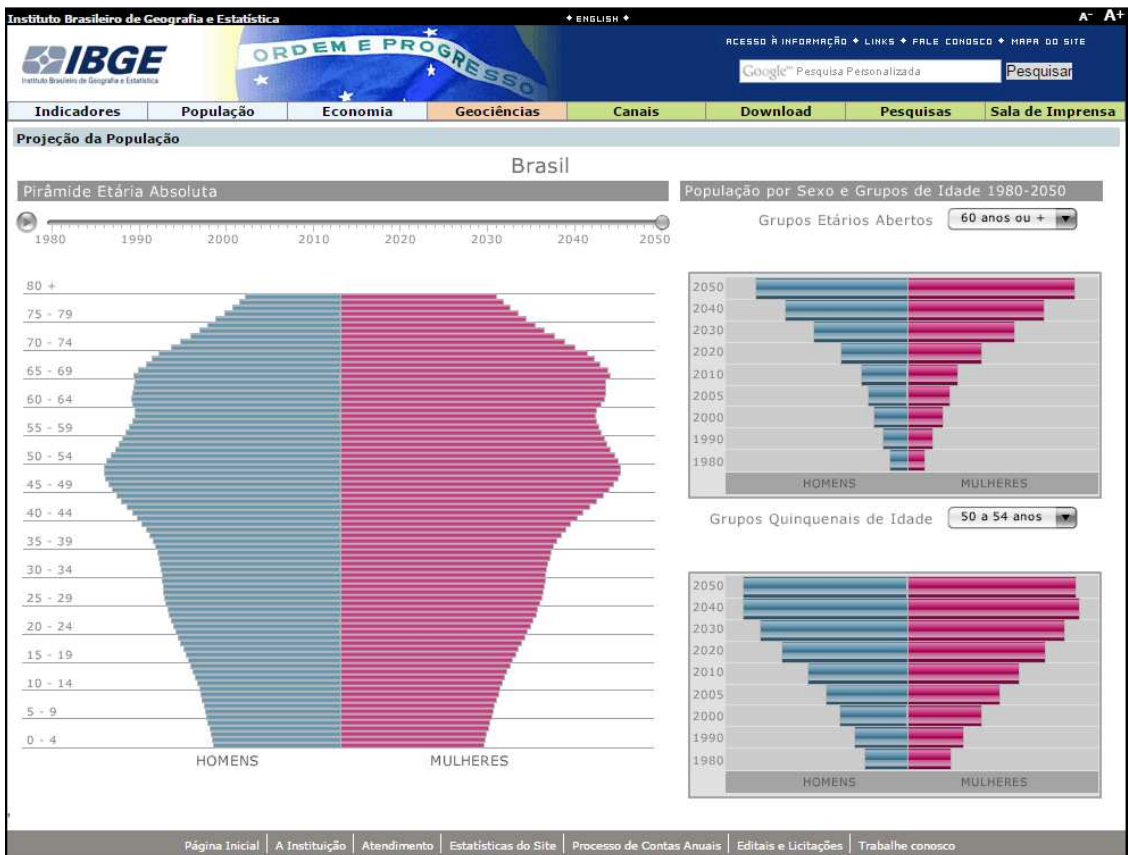 Instituto Brasileiro de Geografia e Estatística
ENGLISH
A- A+
IBGE
Instituto Brasileiro de Geografia e Estatística
ORDEM E PROGRESSO
ACESSO À INFORMAÇÃO LINKS FALE CONOSCO MAPA DO SITE
Google™ Pesquisa Personalizada
Pesquisar
Indicadores População Economia Geociências Canais Download Pesquisas Sala de Imprensa
Projeção da População
Brasil
Pirâmide Etária Absoluta
1980 1990 2000 2010 2020 2030 2040 2050
80 +
75 - 79
70 - 74
65 - 69
60 - 64
55 - 59
50 - 54
45 - 49
40 - 44
35 - 39
30 - 34
25 - 29
20 - 24
15 - 19
10 - 14
5 - 9
0 - 4
HOMENS MULHERES
População por Sexo e Grupos de Idade 1980-2050
Grupos Etários Abertos 60 anos ou +
2050
2040
2030
2020
2010
2005
2000
1990
1980
HOMENS MULHERES
Grupos Quinquenais de Idade 50 a 54 anos
2050
2040
2030
2020
2010
2005
2000
1990
1980
HOMENS MULHERES
Página Inicial | A Instituição | Atendimento | Estatísticas do Site | Processo de Contas Anuais | Editais e Licitações | Trabalhe conosco